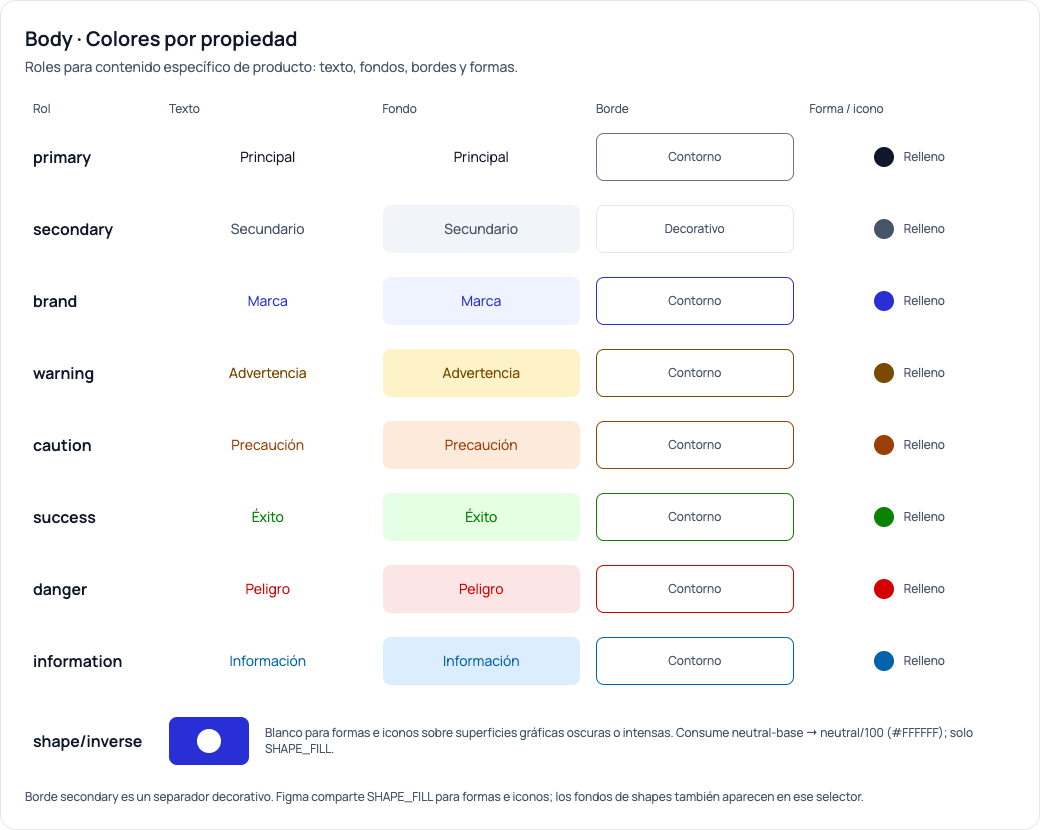 Body · Colores por propiedad
Roles para contenido específico de producto: texto, fondos, bordes y formas.
Rol Texto Fondo Borde Forma / icono
primary Principal Principal Contorno Relleno
secondary Secundario Secundario Decorativo Relleno
brand Marca Marca Contorno Relleno
warning Advertencia Advertencia Contorno Relleno
caution Precaución Precaución Contorno Relleno
success Éxito Éxito Contorno Relleno
danger Peligro Peligro Contorno Relleno
information Información Información Contorno Relleno
shape/inverse Blanco para formas e iconos sobre superficies gráficas oscuras o intensas. Consume neutral-base → neutral/100 (#FFFFFF); solo
SHAPE_FILL.
Borde secondary es un separador decorativo. Figma comparte SHAPE_FILL para formas e iconos; los fondos de shapes también aparecen en ese selector.